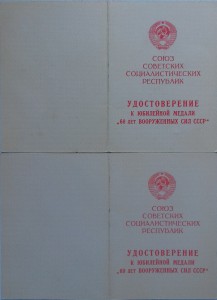 СОЮЗ
СОВЕТСКИХ
СОЦИАЛИСТИЧЕСКИХ
РЕСПУБЛИК
УДОСТОВЕРЕНИЕ
К ЮБИЛЕЙНОЙ МЕДАЛИ
„60 ЛЕТ ВООРУЖЕННЫХ СИЛ СССР“
СОЮЗ
СОВЕТСКИХ
СОЦИАЛИСТИЧЕСКИХ
РЕСПУБЛИК
УДОСТОВЕРЕНИЕ
К ЮБИЛЕЙНОЙ МЕДАЛИ
„60 ЛЕТ ВООРУЖЕННЫХ СИЛ СССР“